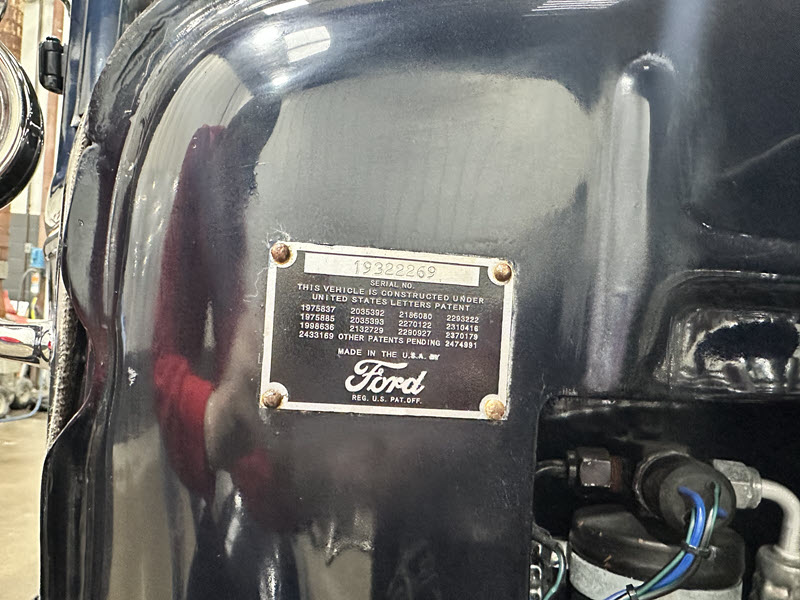 19322269
SERIAL NO.
THIS VEHICLE IS CONSTRUCTED UNDER
UNITED STATES LETTERS PATENT
1975837 2035392 2186080 2293222
1975885 2035393 2270122 2310416
1998636 2132729 2290927 2370179
2433169 OTHER PATENTS PENDING 2474991
MADE IN THE U.S.A. BY
Ford
REG. U.S. PAT. OFF.